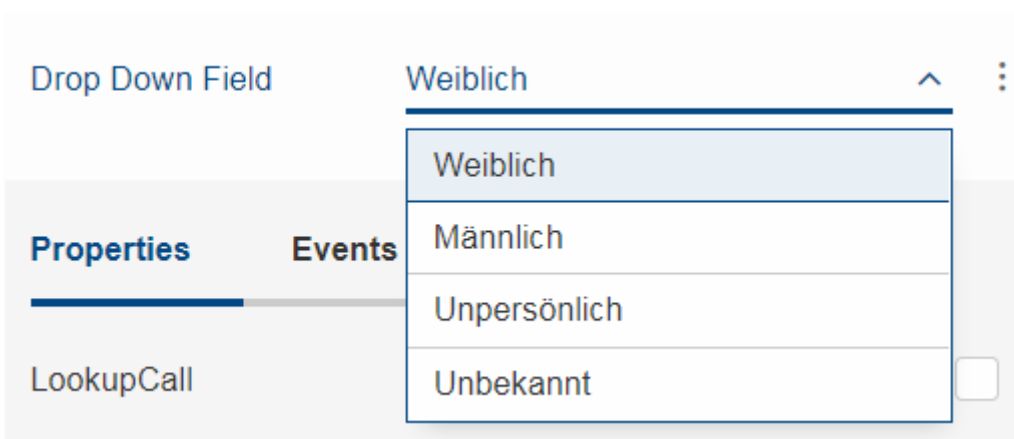 Drop Down Field Weiblich
Weiblich
Properties Events Männlich
Unpersönlich
LookupCall Unbekannt